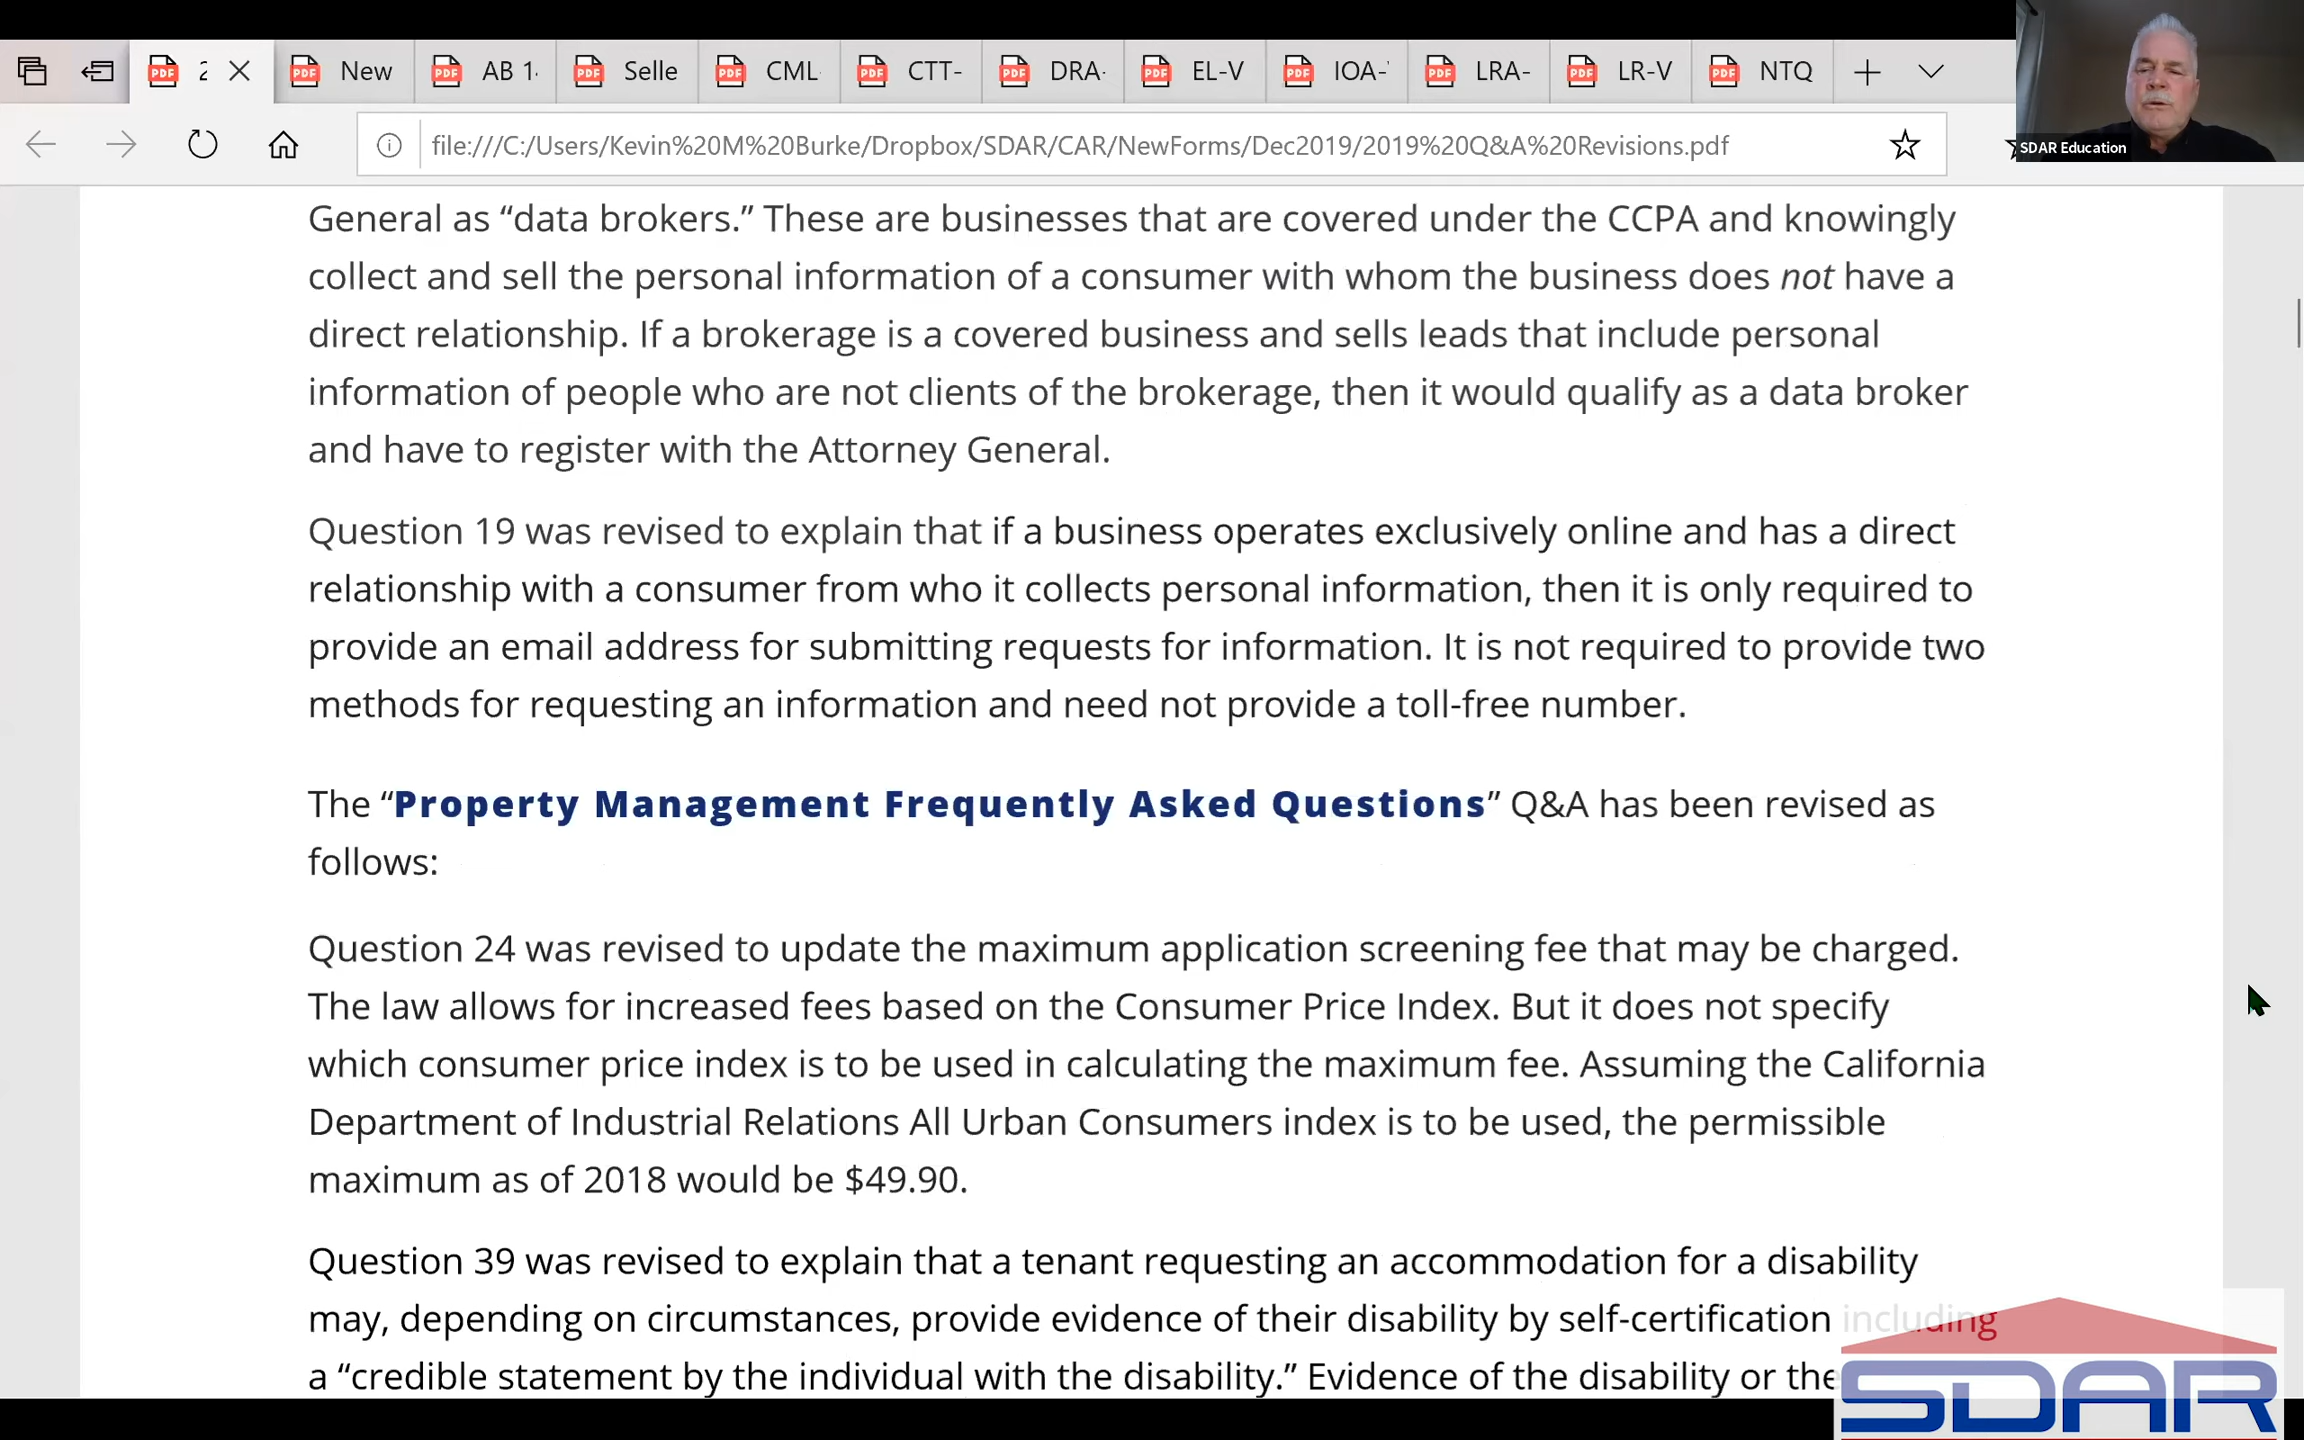 2
New
AB 1
Selle
CML
CTT-
DRA-
EL-V
IOA-
LRA-
LR-V
NTQ
file:///C:/Users/Kevin%20M%20Burke/Dropbox/SDAR/CAR/NewForms/Dec2019/2019%20Q&A%20Revisions.pdf
SDAR Education
General as “data brokers.” These are businesses that are covered under the CCPA and knowingly
collect and sell the personal information of a consumer with whom the business does not have a
direct relationship. If a brokerage is a covered business and sells leads that include personal
information of people who are not clients of the brokerage, then it would qualify as a data broker
and have to register with the Attorney General.
Question 19 was revised to explain that if a business operates exclusively online and has a direct
relationship with a consumer from who it collects personal information, then it is only required to
provide an email address for submitting requests for information. It is not required to provide two
methods for requesting an information and need not provide a toll-free number.
The “Property Management Frequently Asked Questions” Q&A has been revised as
follows:
Question 24 was revised to update the maximum application screening fee that may be charged.
The law allows for increased fees based on the Consumer Price Index. But it does not specify
which consumer price index is to be used in calculating the maximum fee. Assuming the California
Department of Industrial Relations All Urban Consumers index is to be used, the permissible
maximum as of 2018 would be $49.90.
Question 39 was revised to explain that a tenant requesting an accommodation for a disability
may, depending on circumstances, provide evidence of their disability by self-certification including
a “credible statement by the individual with the disability.” Evidence of the disability or the
SDAR